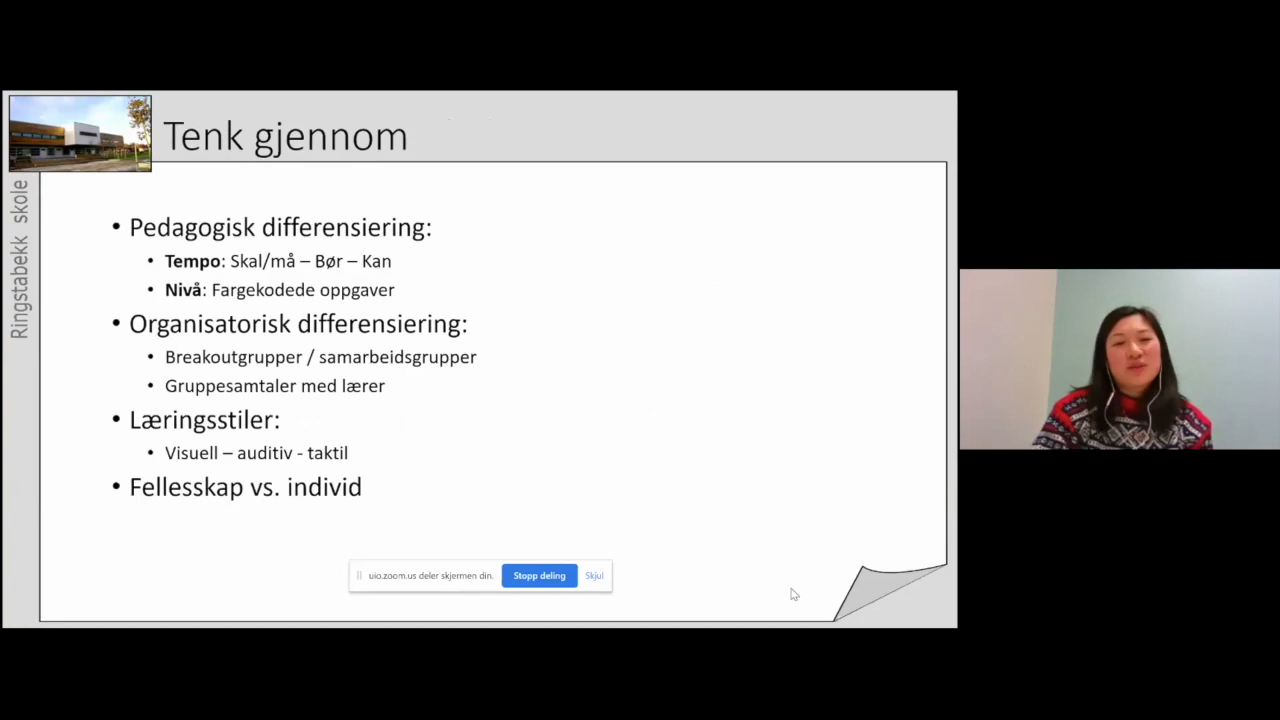 Tenk gjennom
Ringstabekk skole
• Pedagogisk differensiering:
• Tempo: Skal/må – Bør – Kan
• Nivå: Fargekodede oppgaver
• Organisatorisk differensiering:
• Breakoutgrupper / samarbeidsgrupper
• Gruppesamtaler med lærer
• Læringsstiler:
• Visuell – auditiv - taktil
• Fellesskap vs. individ
uio.zoom.us deler skjermen din. Stopp deling Skjul